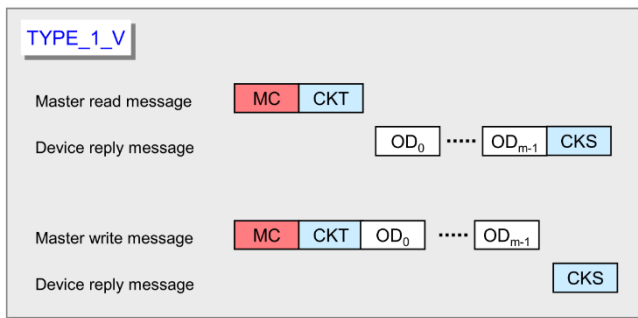 TYPE_1_V
Master read message MC CKT
Device reply message OD0 ..... ODm-1 CKS
Master write message MC CKT OD0 ..... ODm-1
Device reply message CKS